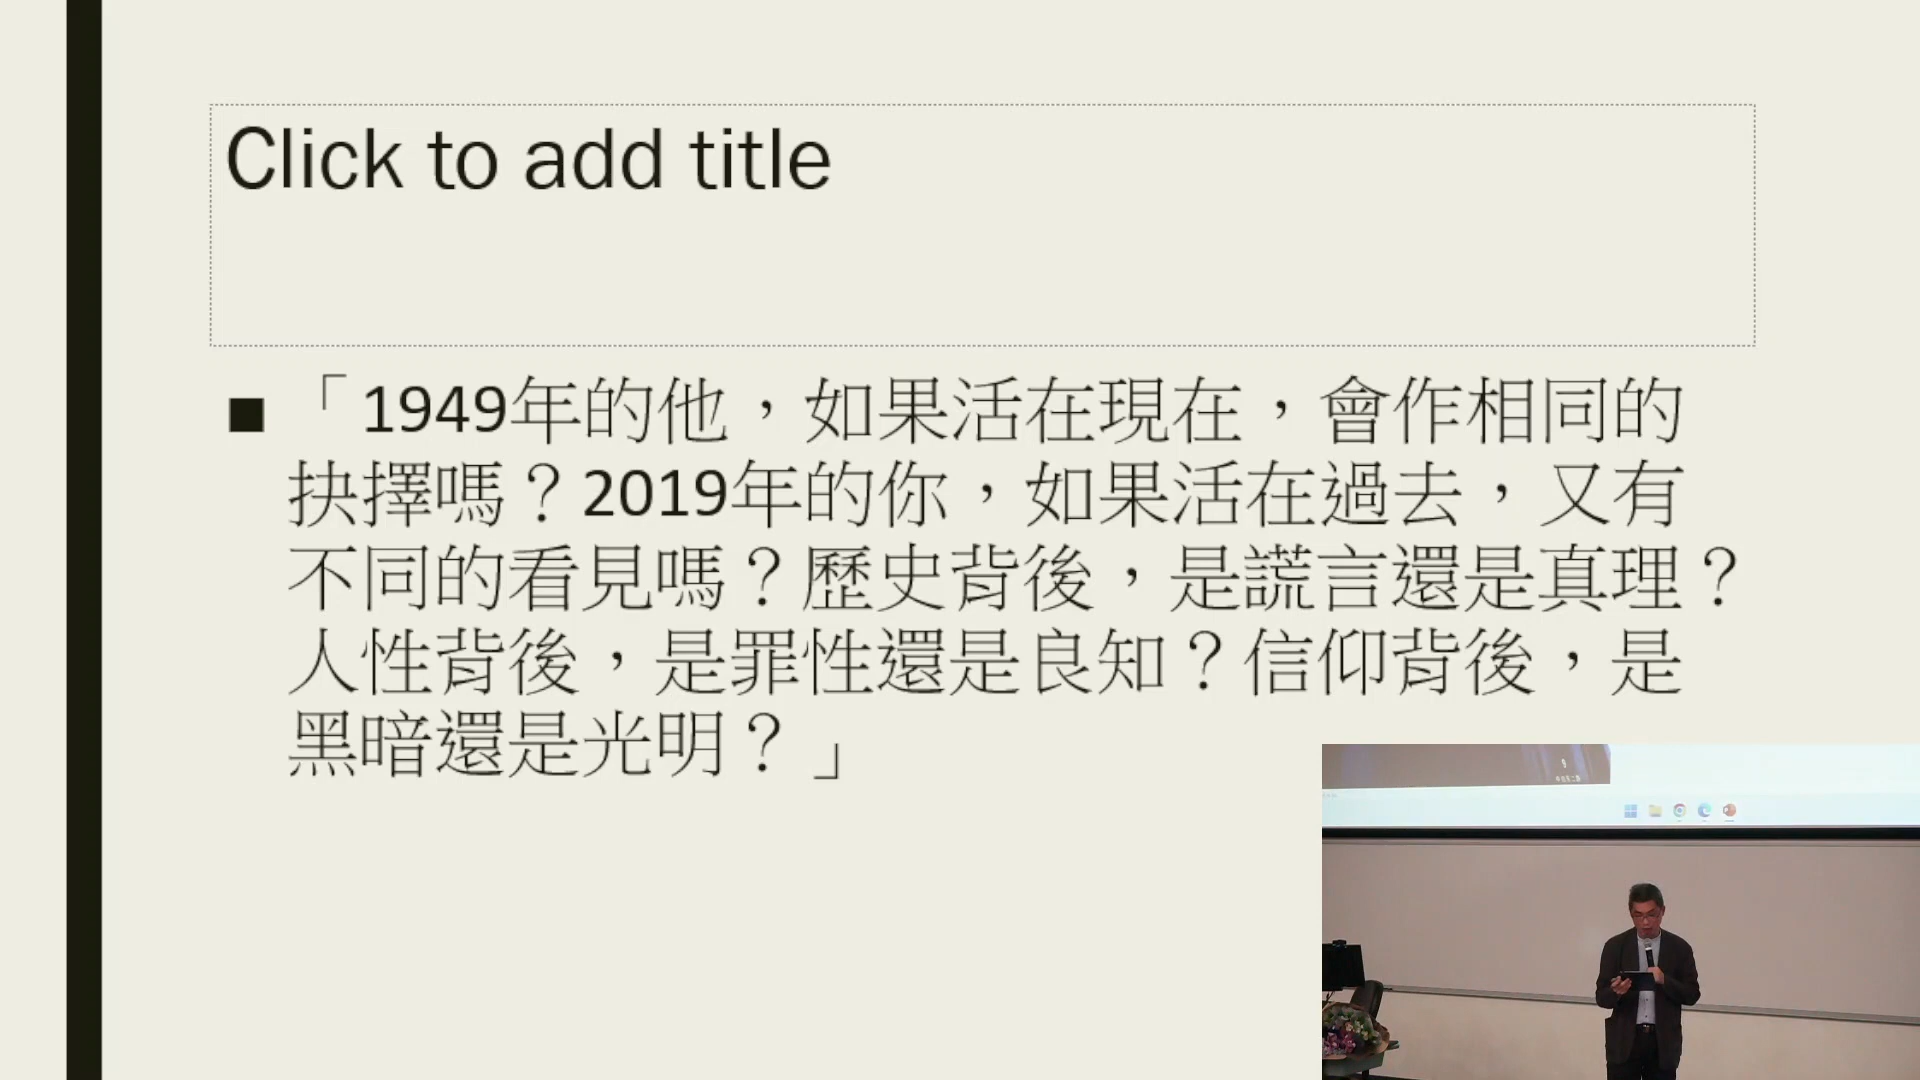 Click to add title
■ 「1949年的他，如果活在現在，會作相同的
抉擇嗎？2019年的你，如果活在過去，又有
不同的看見嗎？歷史背後，是謊言還是真理？
人性背後，是罪性還是良知？信仰背後，是
黑暗還是光明？」